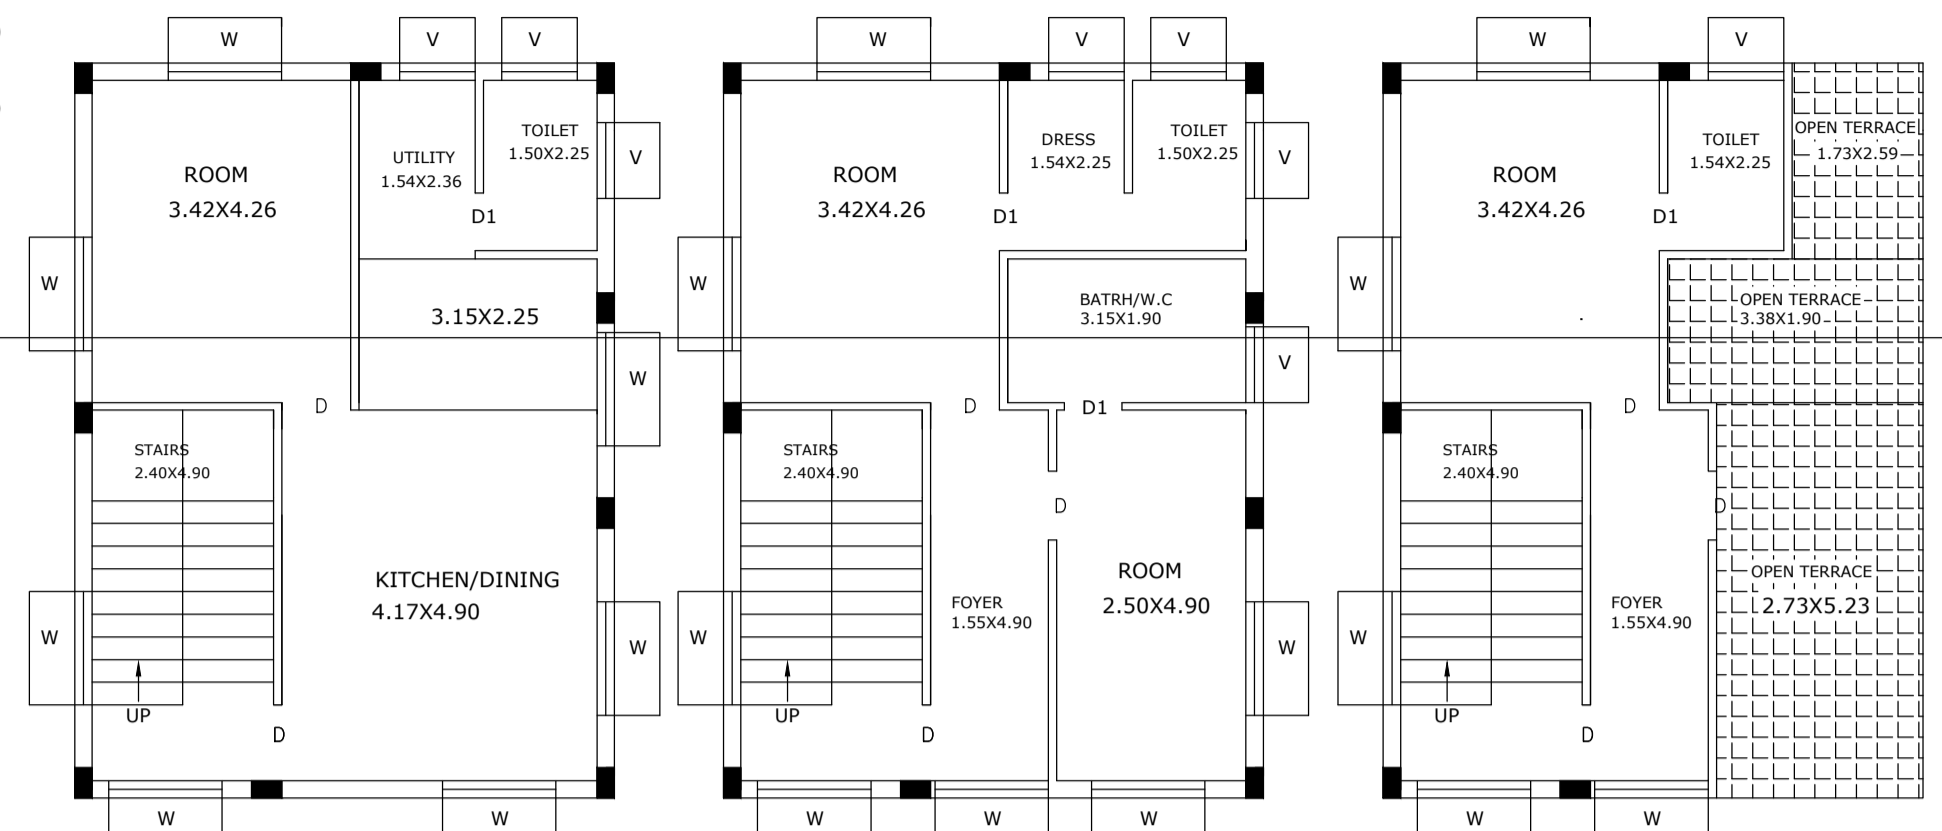 W
V
V
ROOM
3.42X4.26
UTILITY
1.54X2.36
TOILET
1.50X2.25
V
D1
W
3.15X2.25
W
D
STAIRS
2.40X4.90
KITCHEN/DINING
4.17X4.90
W
W
UP
D
W
W
W
V
V
ROOM
3.42X4.26
DRESS
1.54X2.25
TOILET
1.50X2.25
V
D1
W
BATRH/W.C
3.15X1.90
V
D
D1
STAIRS
2.40X4.90
D
ROOM
2.50X4.90
FOYER
1.55X4.90
W
W
UP
D
W
W
W
W
V
ROOM
3.42X4.26
TOILET
1.54X2.25
OPEN TERRACE
1.73X2.59
D1
W
OPEN TERRACE
3.38X1.90
D
STAIRS
2.40X4.90
D
OPEN TERRACE
2.73X5.23
FOYER
1.55X4.90
W
UP
D
W
W